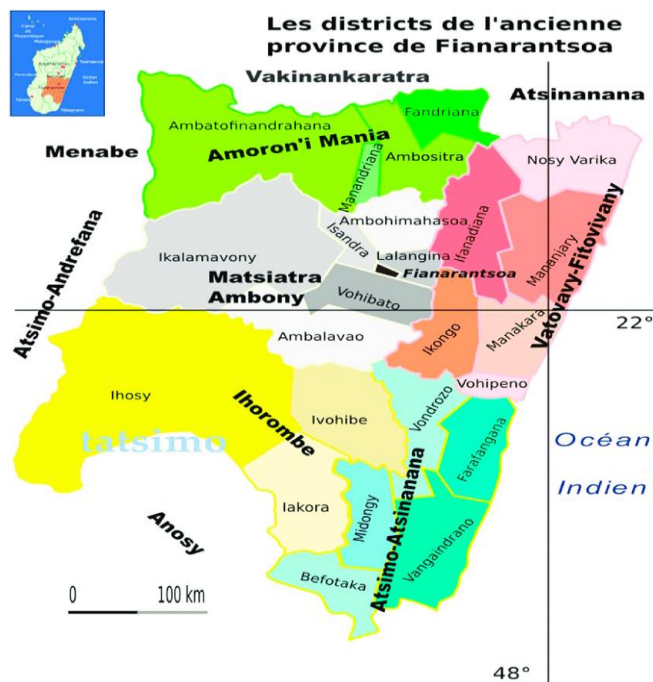 Les districts de l'ancienne
province de Fianarantsoa
Vakinankaratra
Atsinanana
Menabe
Fandriana
Ambatofinandrahana
Amoron'i Mania
Ambositra
Manandriana
Nosy Varika
Ambohimahasoa
Isandra
Ifanadiana
Mananjary
Vatovavy-Fitovivany
Ikalamavony
Lalangina
Fianarantsoa
Matsiatra
Ambony
Vohibato
Atsimo-Andrefana
22°
Ambalavao
Ikongo
Manakara
Vohipeno
Ihosy
Ihorombe
Ivohibe
Vondrozo
Farafangana
tatsimo
Océan
Indien
Iakora
Midongy
Atsimo-Atsinanana
Vangaindrano
Anosy
Befotaka
0 100 km
48°